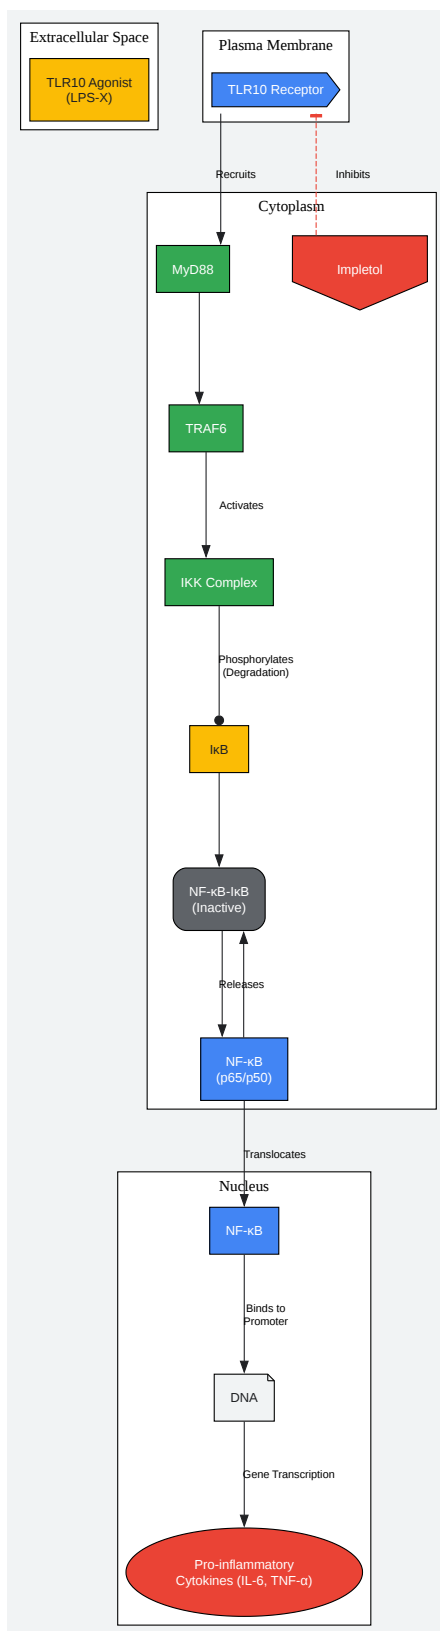 Extracellular Space
TLR10 Agonist
(LPS-X)
Plasma Membrane
TLR10 Receptor
Recruits
Inhibits
Cytoplasm
MyD88
Impletol
TRAF6
Activates
IKK Complex
Phosphorylates
(Degradation)
IκB
NF-κB-IκB
(Inactive)
Releases
NF-κB
(p65/p50)
Translocates
Nucleus
NF-κB
Binds to
Promoter
DNA
Gene Transcription
Pro-inflammatory
Cytokines (IL-6, TNF-α)